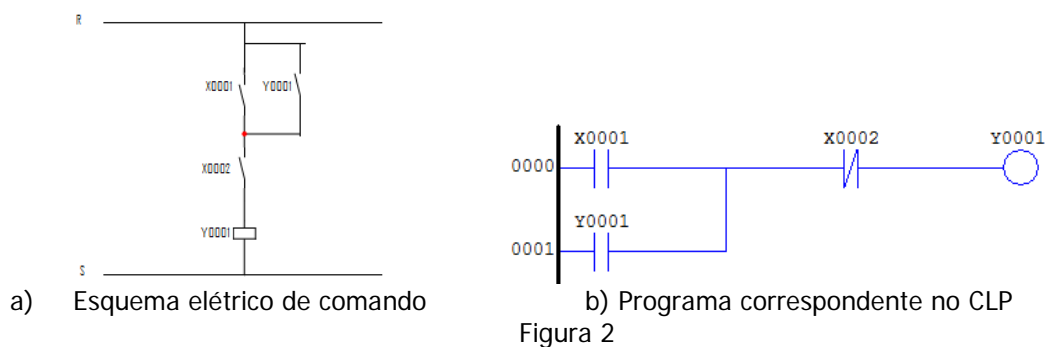 R
X0001 Y0001
X0002
Y0001
S
X0001 X0002 Y0001
0000
Y0001
0001
a) Esquema elétrico de comando
b) Programa correspondente no CLP
Figura 2